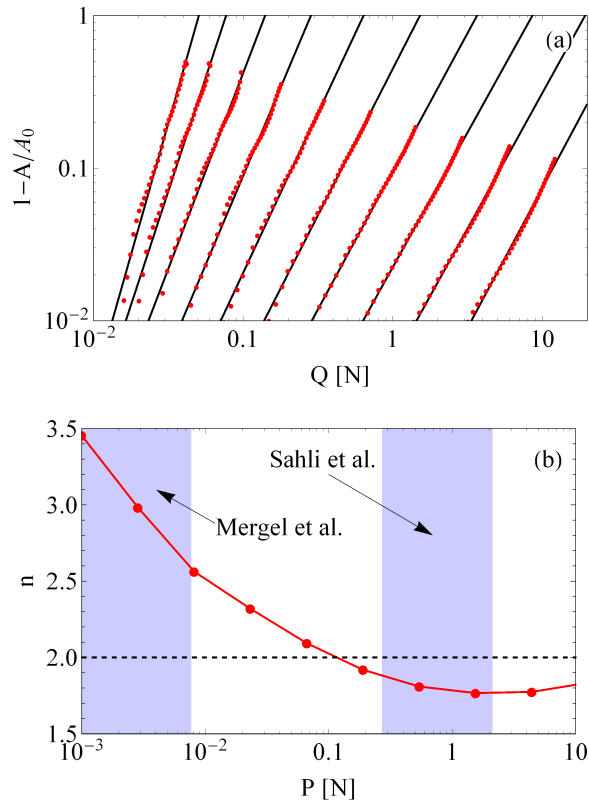 1
(a)
0.1
10⁻²
1−A/A₀
10⁻² 0.1 1 10
Q [N]
3.5
(b)
Sahli et al.
3.0
Mergel et al.
2.5
n
2.0
1.5
10⁻³ 10⁻² 0.1 1 10
P [N]